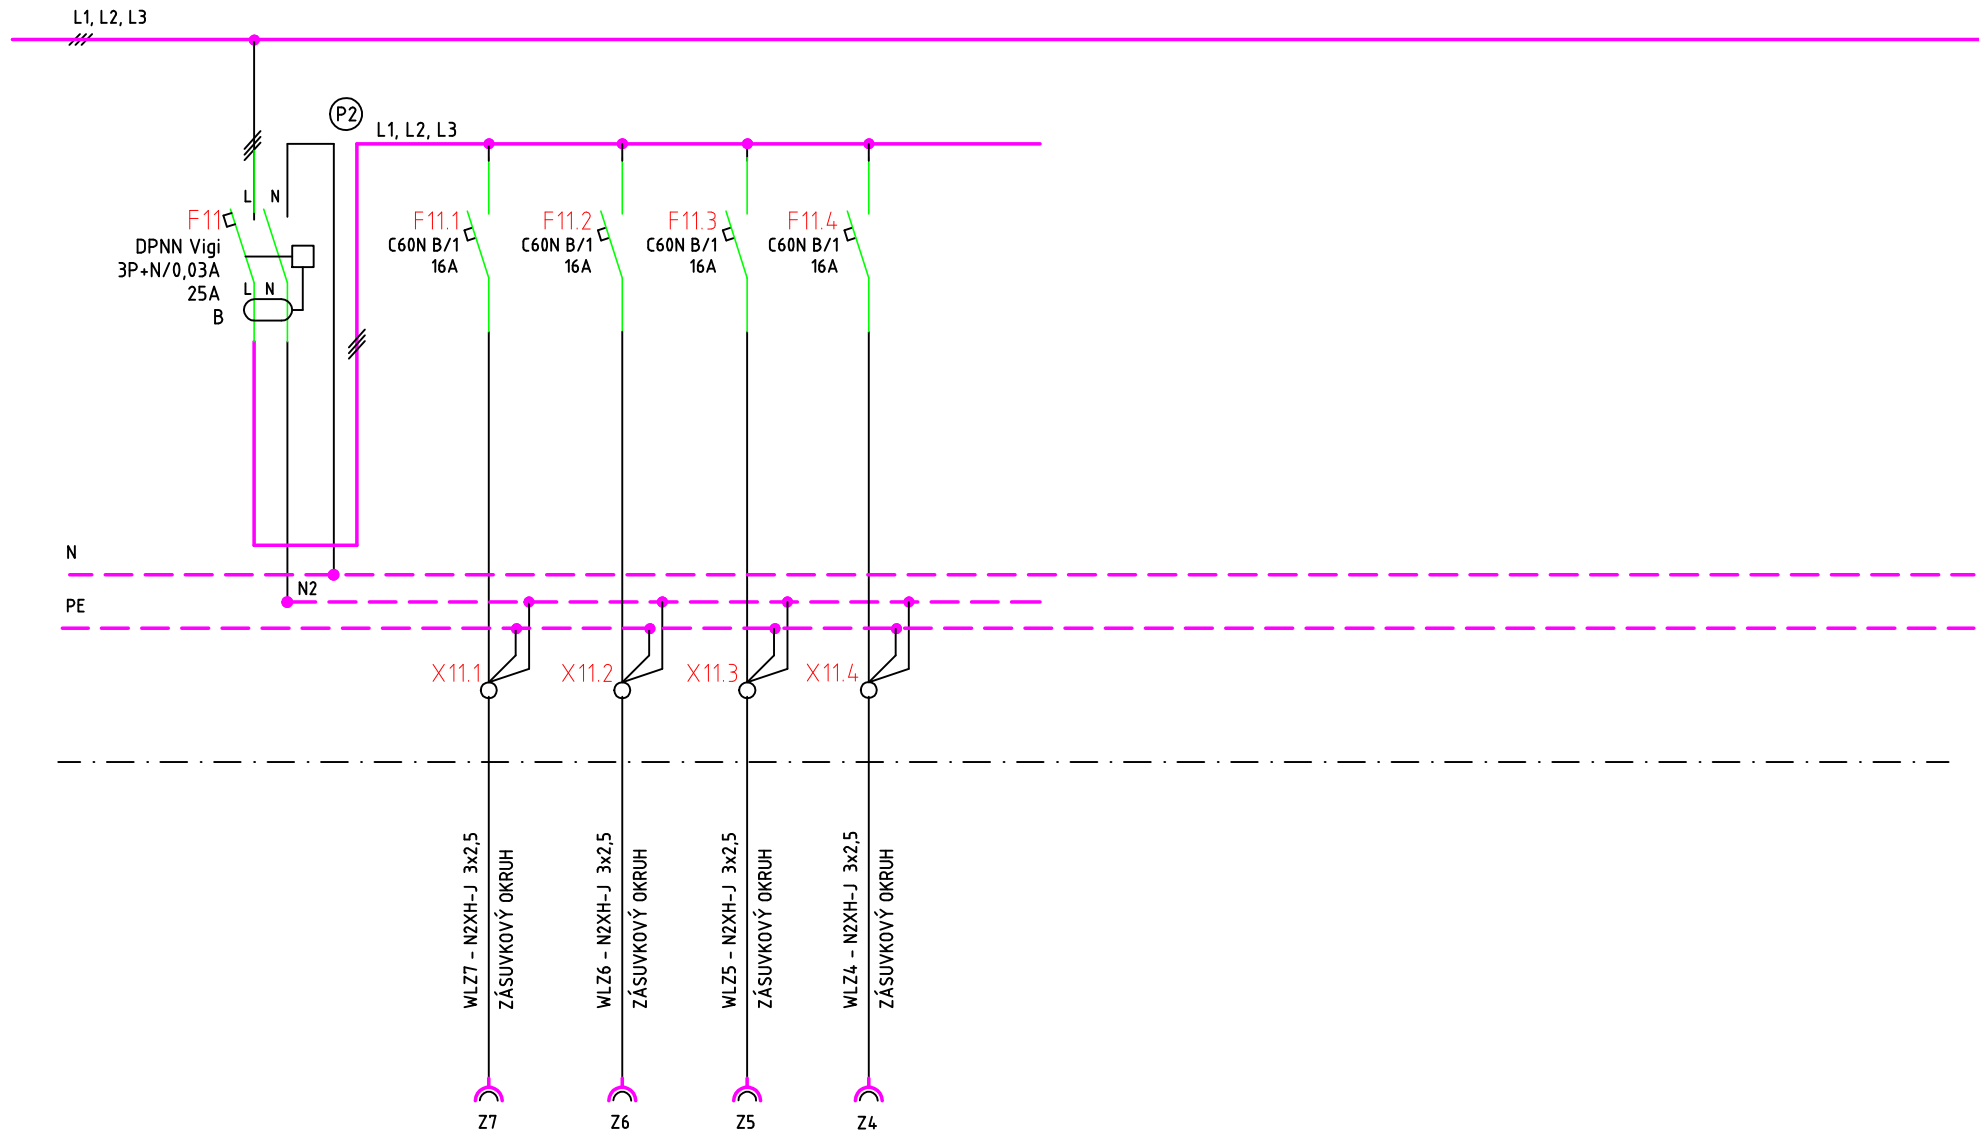 L1, L2, L3
P2
L1, L2, L3
L N
F11
DPNN Vigi
3P+N/0,03A
25A
B
L N
F11.1
C60N B/1
16A
F11.2
C60N B/1
16A
F11.3
C60N B/1
16A
F11.4
C60N B/1
16A
N
N2
PE
X11.1
X11.2
X11.3
X11.4
WLZ7 - N2XH-J 3x2,5
ZÁSUVKOVÝ OKRUH
WLZ6 - N2XH-J 3x2,5
ZÁSUVKOVÝ OKRUH
WLZ5 - N2XH-J 3x2,5
ZÁSUVKOVÝ OKRUH
WLZ4 - N2XH-J 3x2,5
ZÁSUVKOVÝ OKRUH
Z7
Z6
Z5
Z4